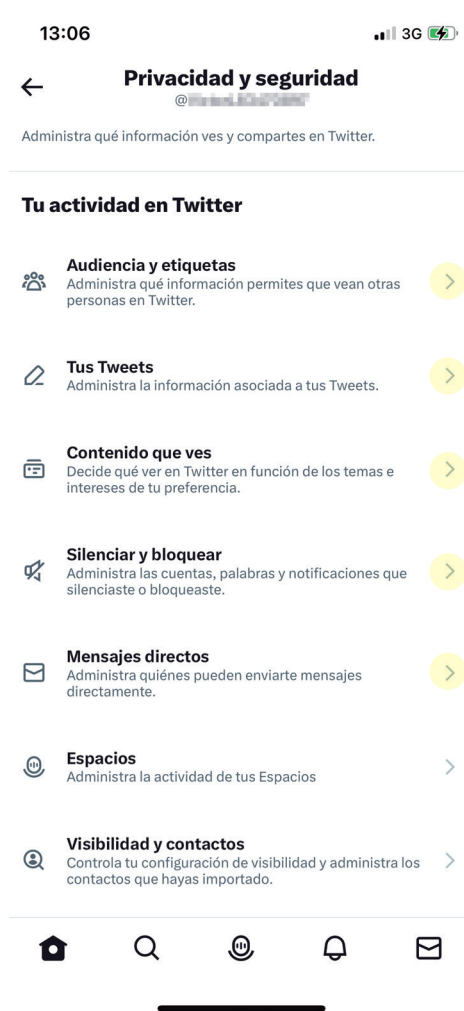 13:06
3G
Privacidad y seguridad
@
Administra qué información ves y compartes en Twitter.
Tu actividad en Twitter
Audiencia y etiquetas
Administra qué información permites que vean otras
personas en Twitter.
Tus Tweets
Administra la información asociada a tus Tweets.
Contenido que ves
Decide qué ver en Twitter en función de los temas e
intereses de tu preferencia.
Silenciar y bloquear
Administra las cuentas, palabras y notificaciones que
silenciaste o bloqueaste.
Mensajes directos
Administra quiénes pueden enviarte mensajes
directamente.
Espacios
Administra la actividad de tus Espacios
Visibilidad y contactos
Controla tu configuración de visibilidad y administra los
contactos que hayas importado.